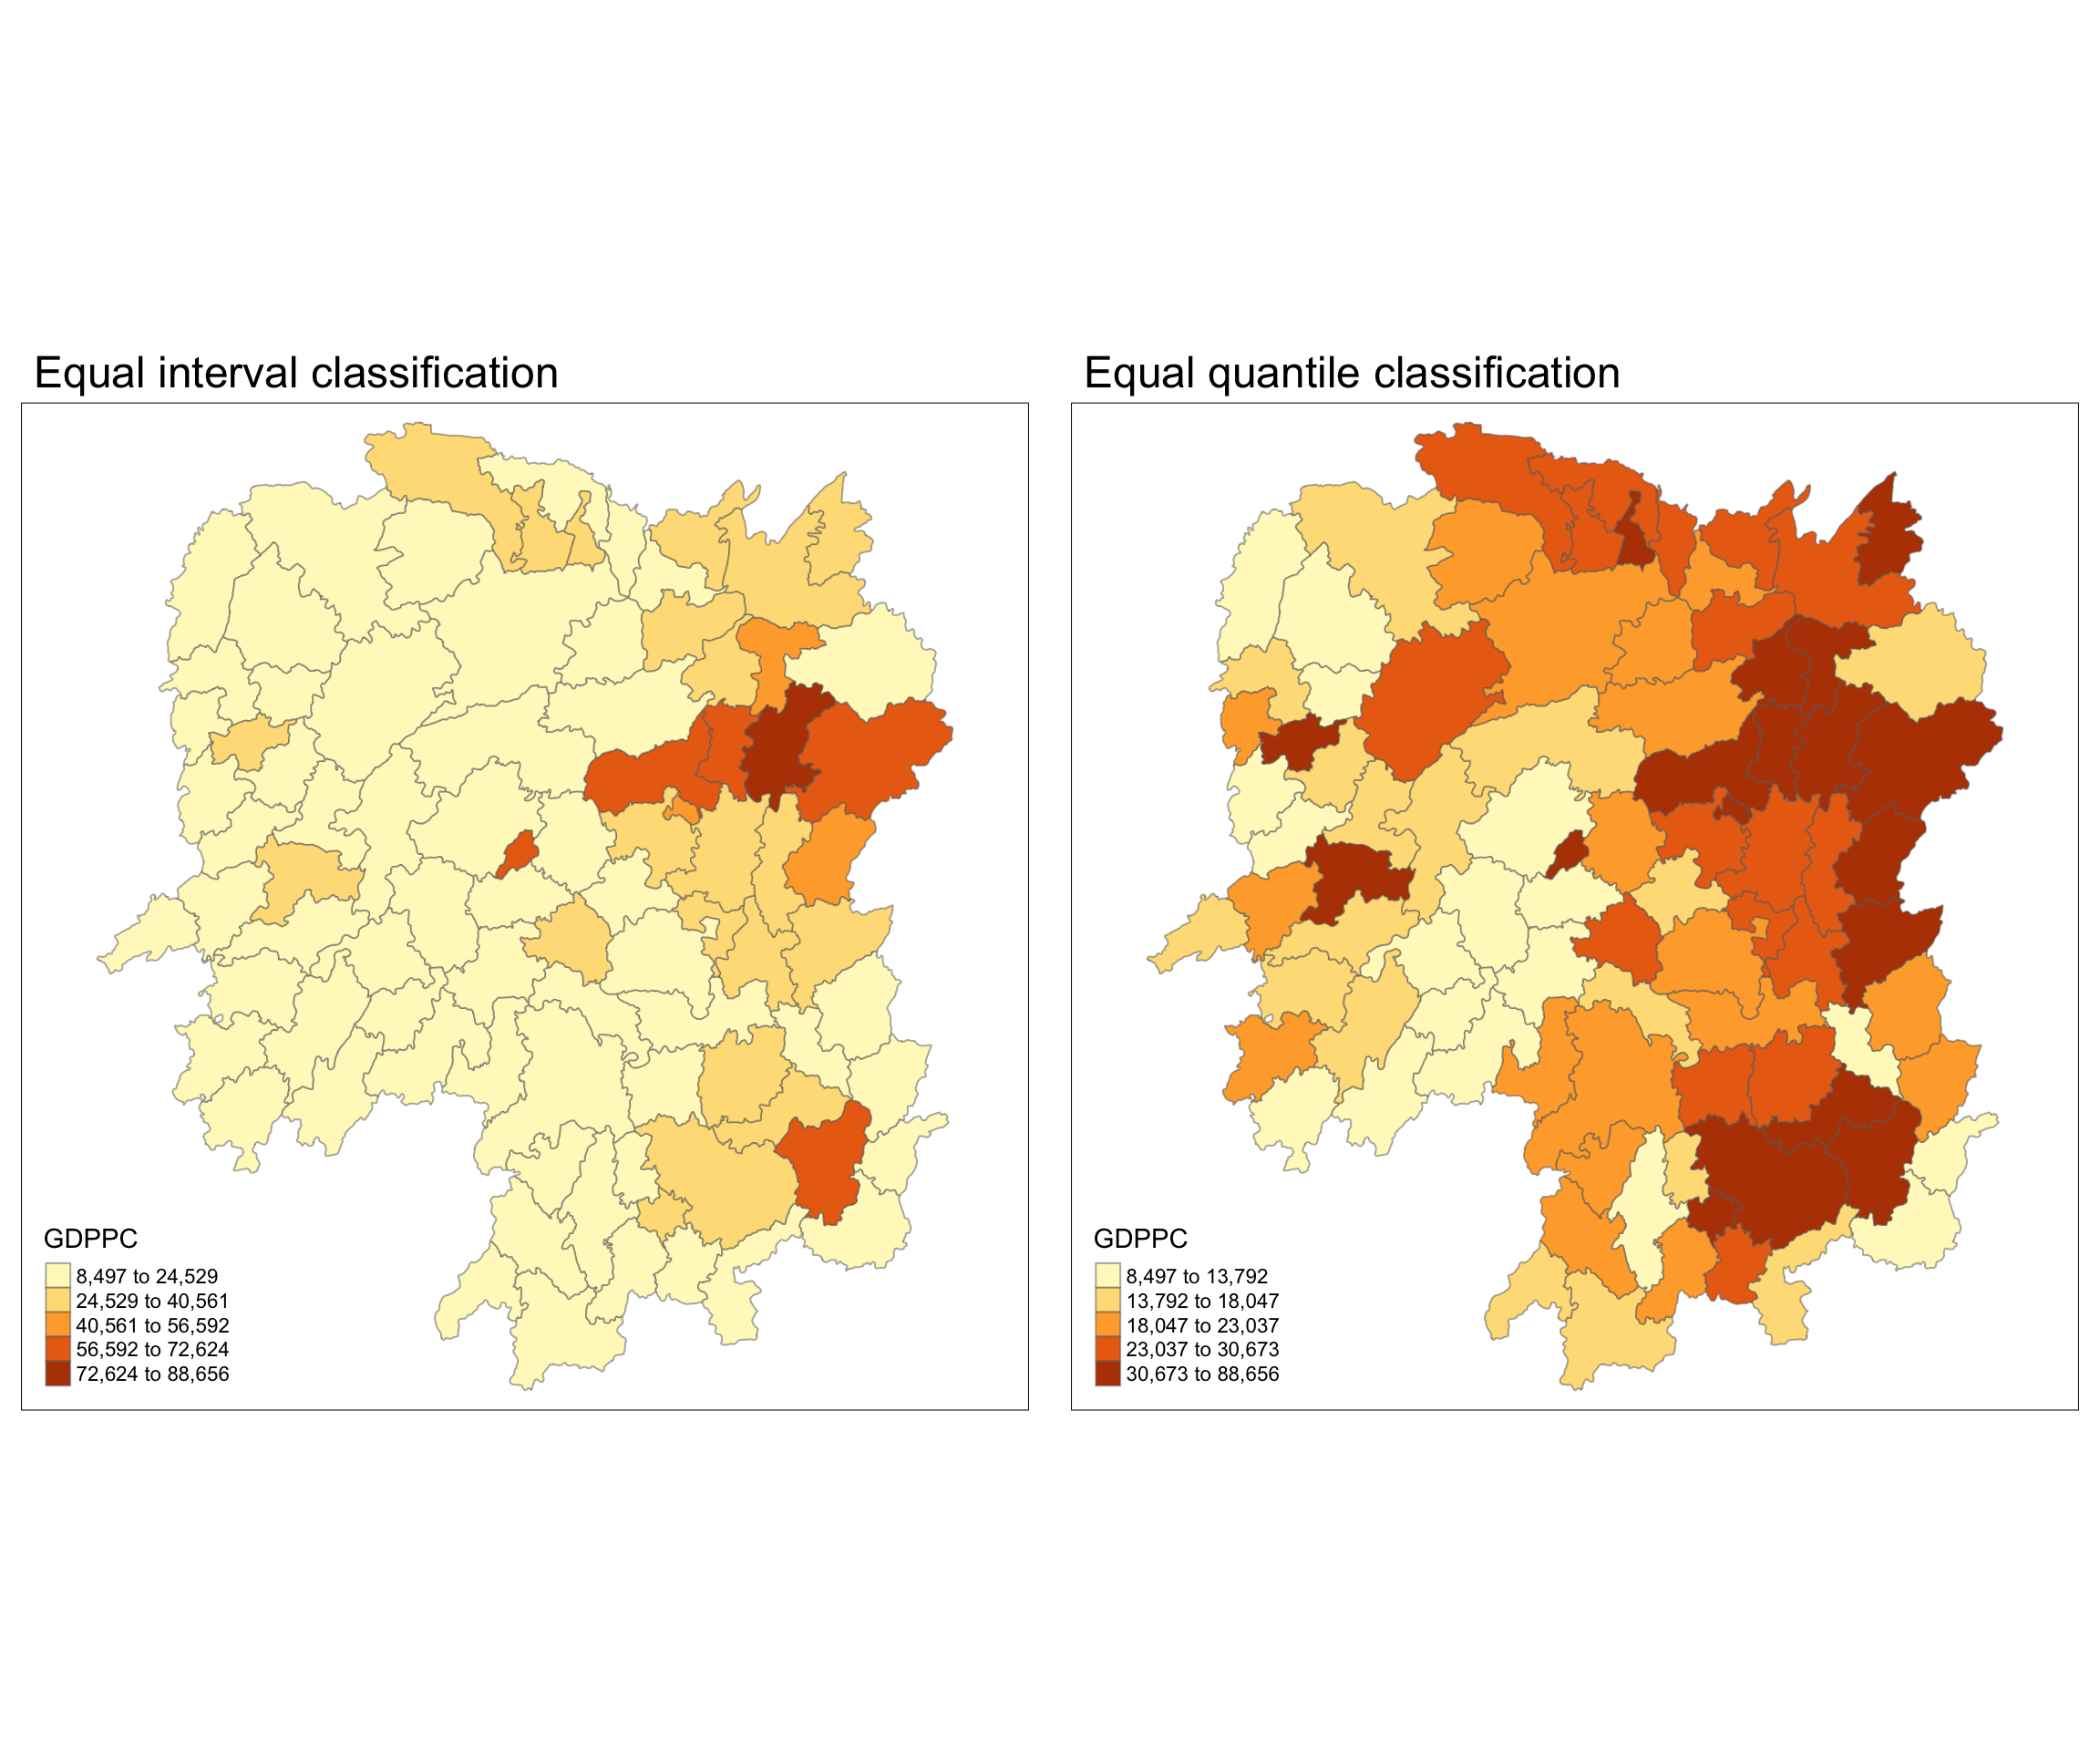 Equal interval classification
GDPPC
8,497 to 24,529
24,529 to 40,561
40,561 to 56,592
56,592 to 72,624
72,624 to 88,656
Equal quantile classification
GDPPC
8,497 to 13,792
13,792 to 18,047
18,047 to 23,037
23,037 to 30,673
30,673 to 88,656